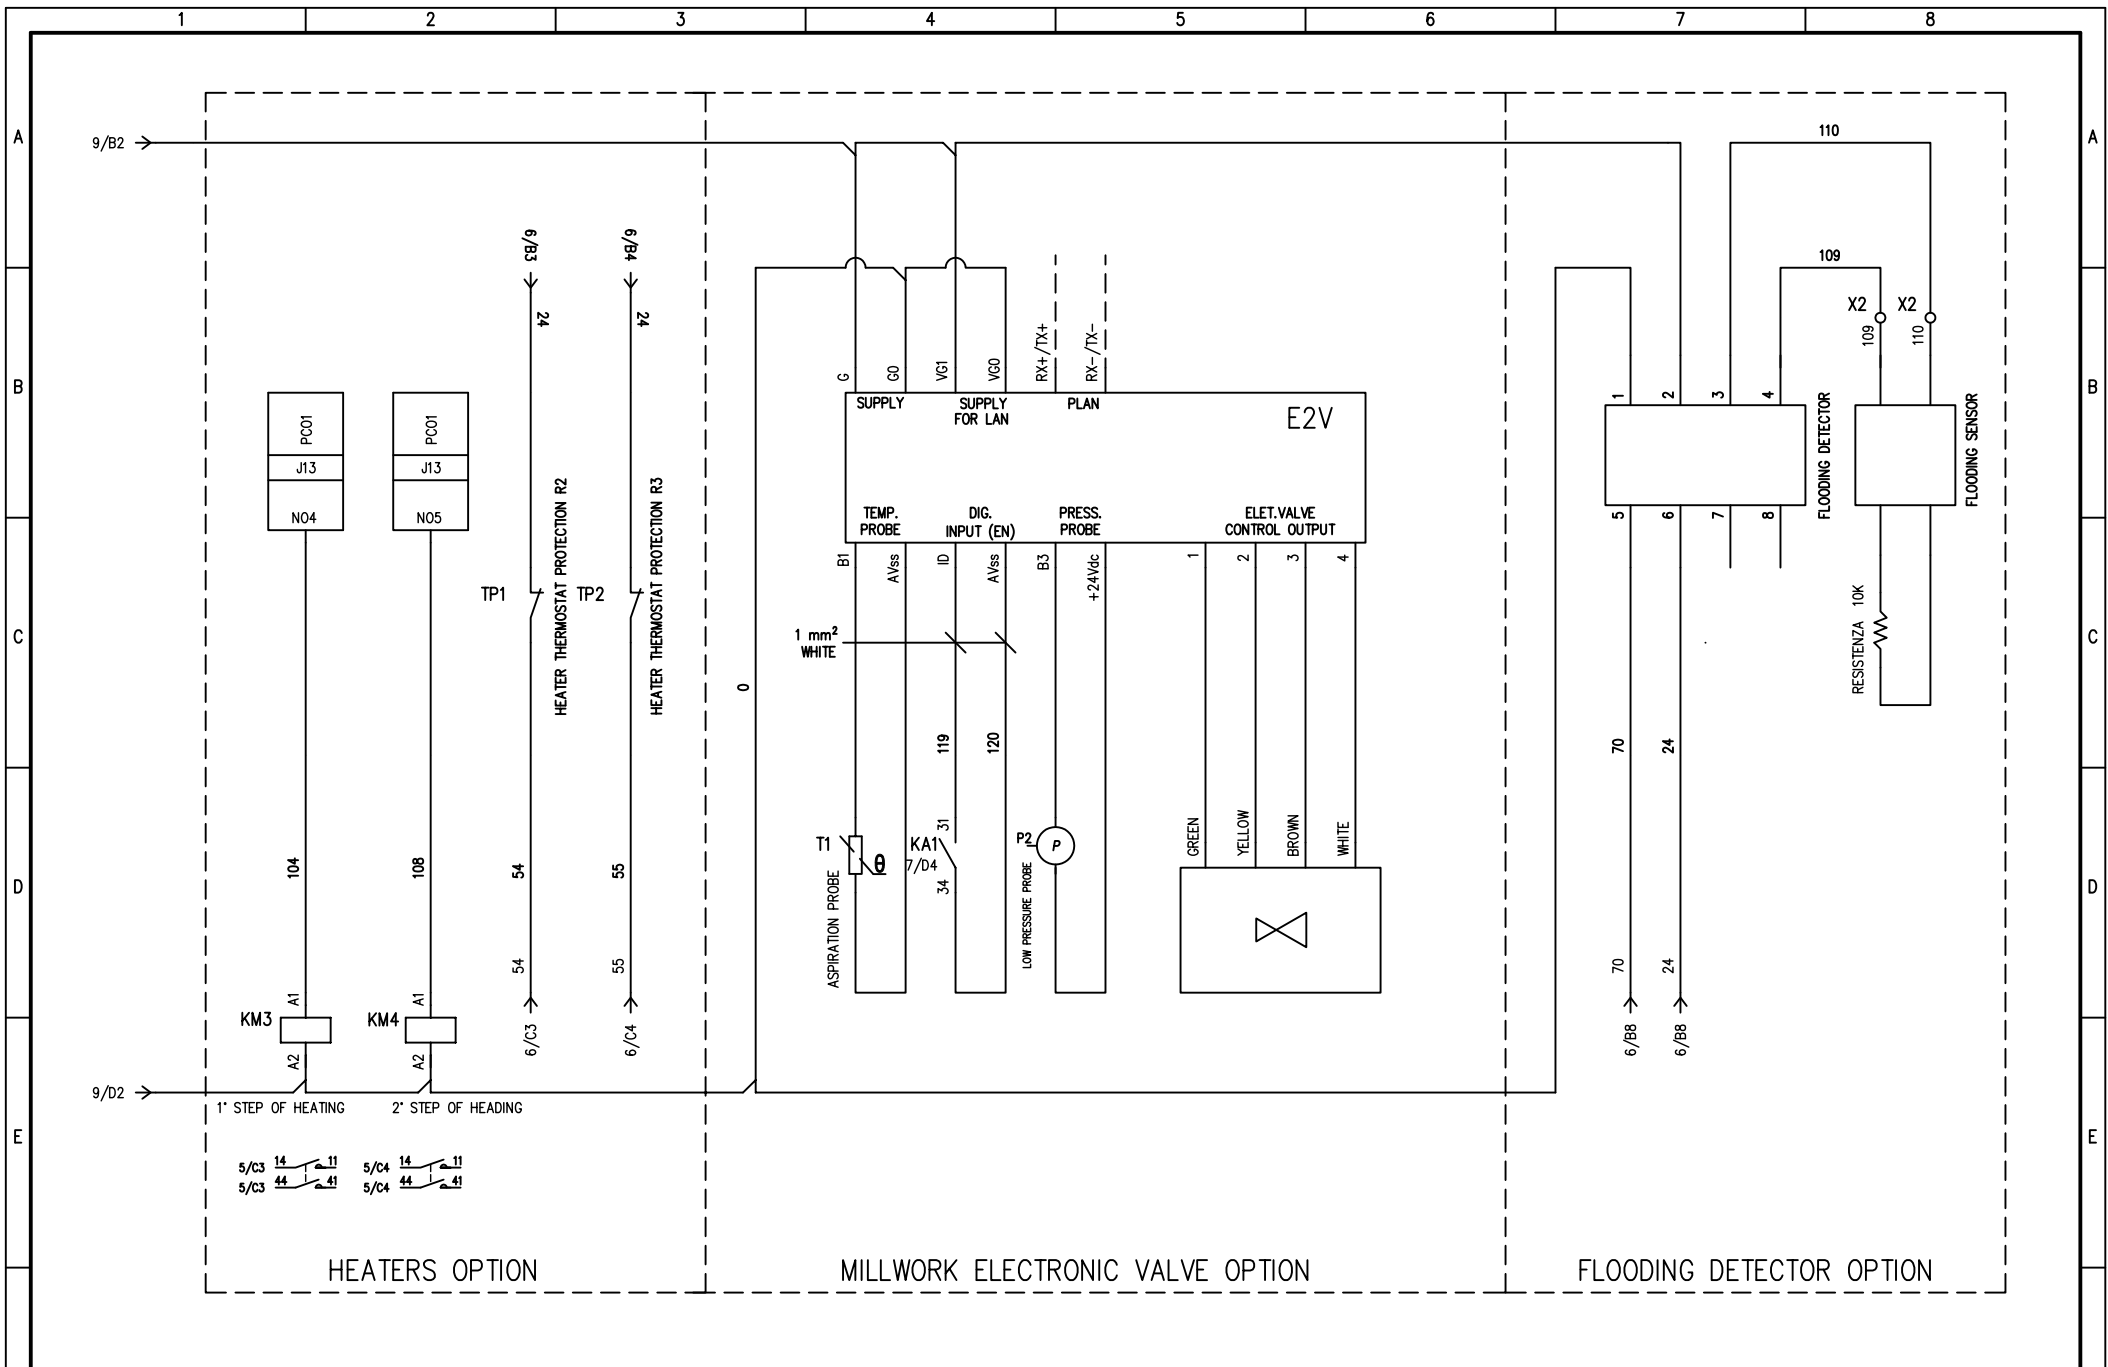 1 2 3 4 5 6 7 8
A A
9/B2
110
6/B3 6/B4
24 24
109
X2 X2
109 110
B B
G G0 VG1 VG0 RX+/TX+ RX-/TX-
SUPPLY
SUPPLY
FOR LAN
PLAN
E2V
1 2 3 4
FLOODING DETECTOR
FLOODING SENSOR
PCO1 PCO1
J13 J13
NO4 NO5
TEMP.
PROBE
DIG.
INPUT (EN)
PRESS.
PROBE
ELET.VALVE
CONTROL OUTPUT
5 6 7 8
B1 AVss ID AVss B3 +24Vdc 1 2 3 4
TP1 TP2
HEATER THERMOSTAT PROTECTION R2
HEATER THERMOSTAT PROTECTION R3
C C
1 mm²
WHITE
RESISTENZA 10K
0
119 120
70 24
104 108 54 55
T1
θ
ASPIRATION PROBE
31
KA1
7/D4
34
P2
P
LOW PRESSURE PROBE
GREEN YELLOW BROWN WHITE
D D
54 55
70 24
A1 A1
KM3 KM4
A2 A2
6/C3 6/C4
6/B8 6/B8
9/D2
1° STEP OF HEATING
2° STEP OF HEADING
E E
5/C3 14 11
5/C3 44 41
5/C4 14 11
5/C4 44 41
HEATERS OPTION
MILLWORK ELECTRONIC VALVE OPTION
FLOODING DETECTOR OPTION